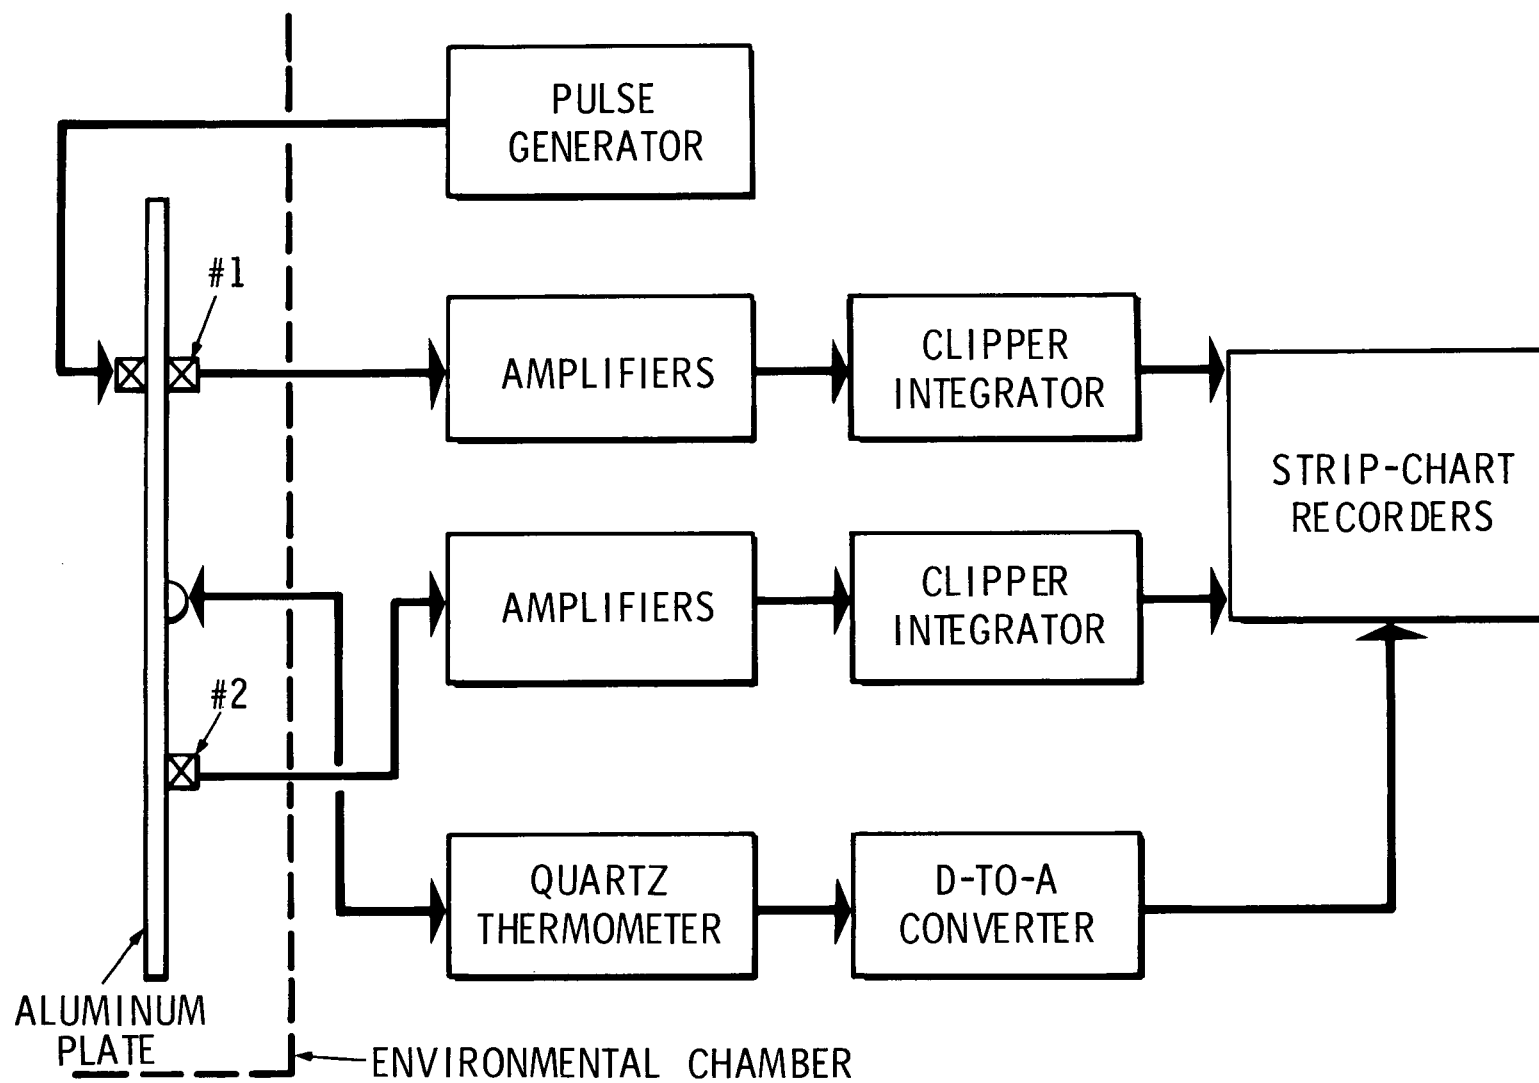 PULSE
GENERATOR
#1
AMPLIFIERS
CLIPPER
INTEGRATOR
STRIP-CHART
RECORDERS
AMPLIFIERS
CLIPPER
INTEGRATOR
#2
QUARTZ
THERMOMETER
D-TO-A
CONVERTER
ALUMINUM
PLATE
ENVIRONMENTAL CHAMBER